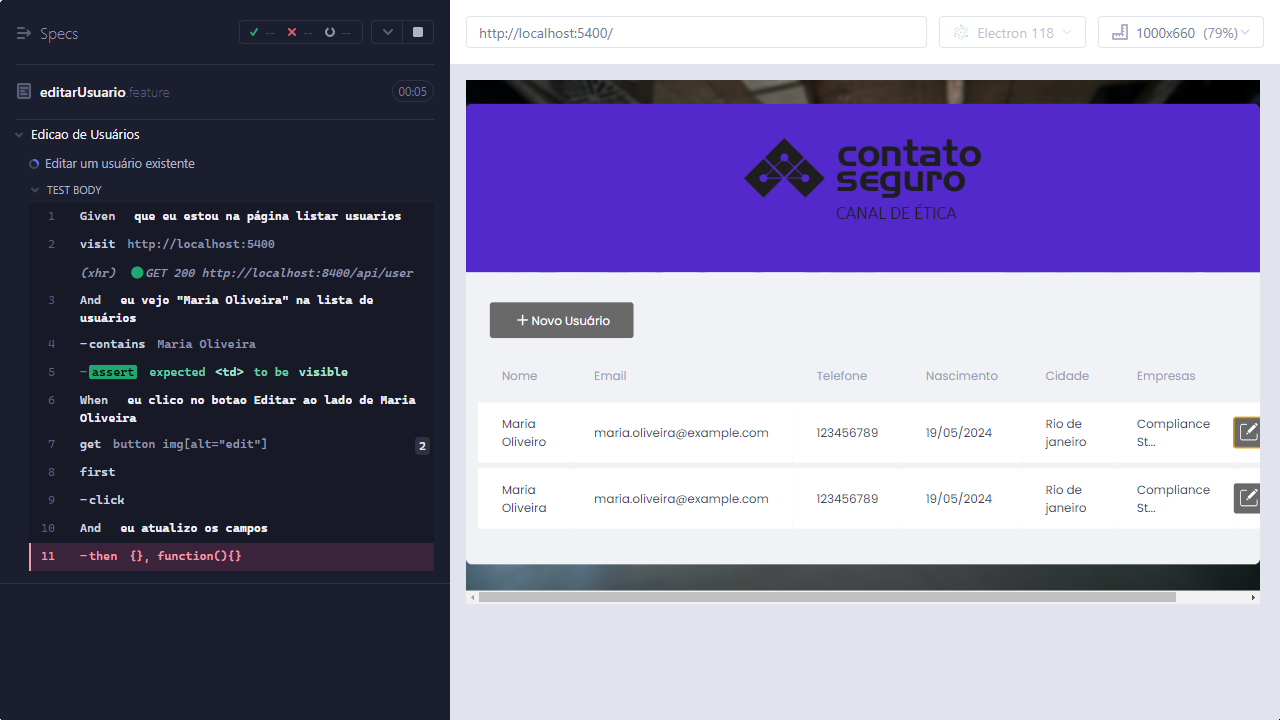 Specs
-- -- --
editarUsuario.feature
00:05
Edicao de Usuários
Editar um usuário existente
TEST BODY
1 Given que eu estou na página listar usuarios
2 visit http://localhost:5400
(xhr) GET 200 http://localhost:8400/api/user
3 And eu vejo "Maria Oliveira" na lista de
usuários
4 -contains Maria Oliveira
5 -assert expected <td> to be visible
6 When eu clico no botao Editar ao lado de Maria
Oliveira
7 get button img[alt="edit"] 2
8 first
9 -click
10 And eu atualizo os campos
11 -then {}, function(){}
http://localhost:5400/
Electron 118
1000x660 (79%)
contato
seguro
CANAL DE ÉTICA
+ Novo Usuário
Nome Email Telefone Nascimento Cidade Empresas
Maria
Oliveiro
maria.oliveira@example.com 123456789 19/05/2024
Rio de
janeiro
Compliance
St...
Maria
Oliveira
maria.oliveira@example.com 123456789 19/05/2024
Rio de
janeiro
Compliance
St...